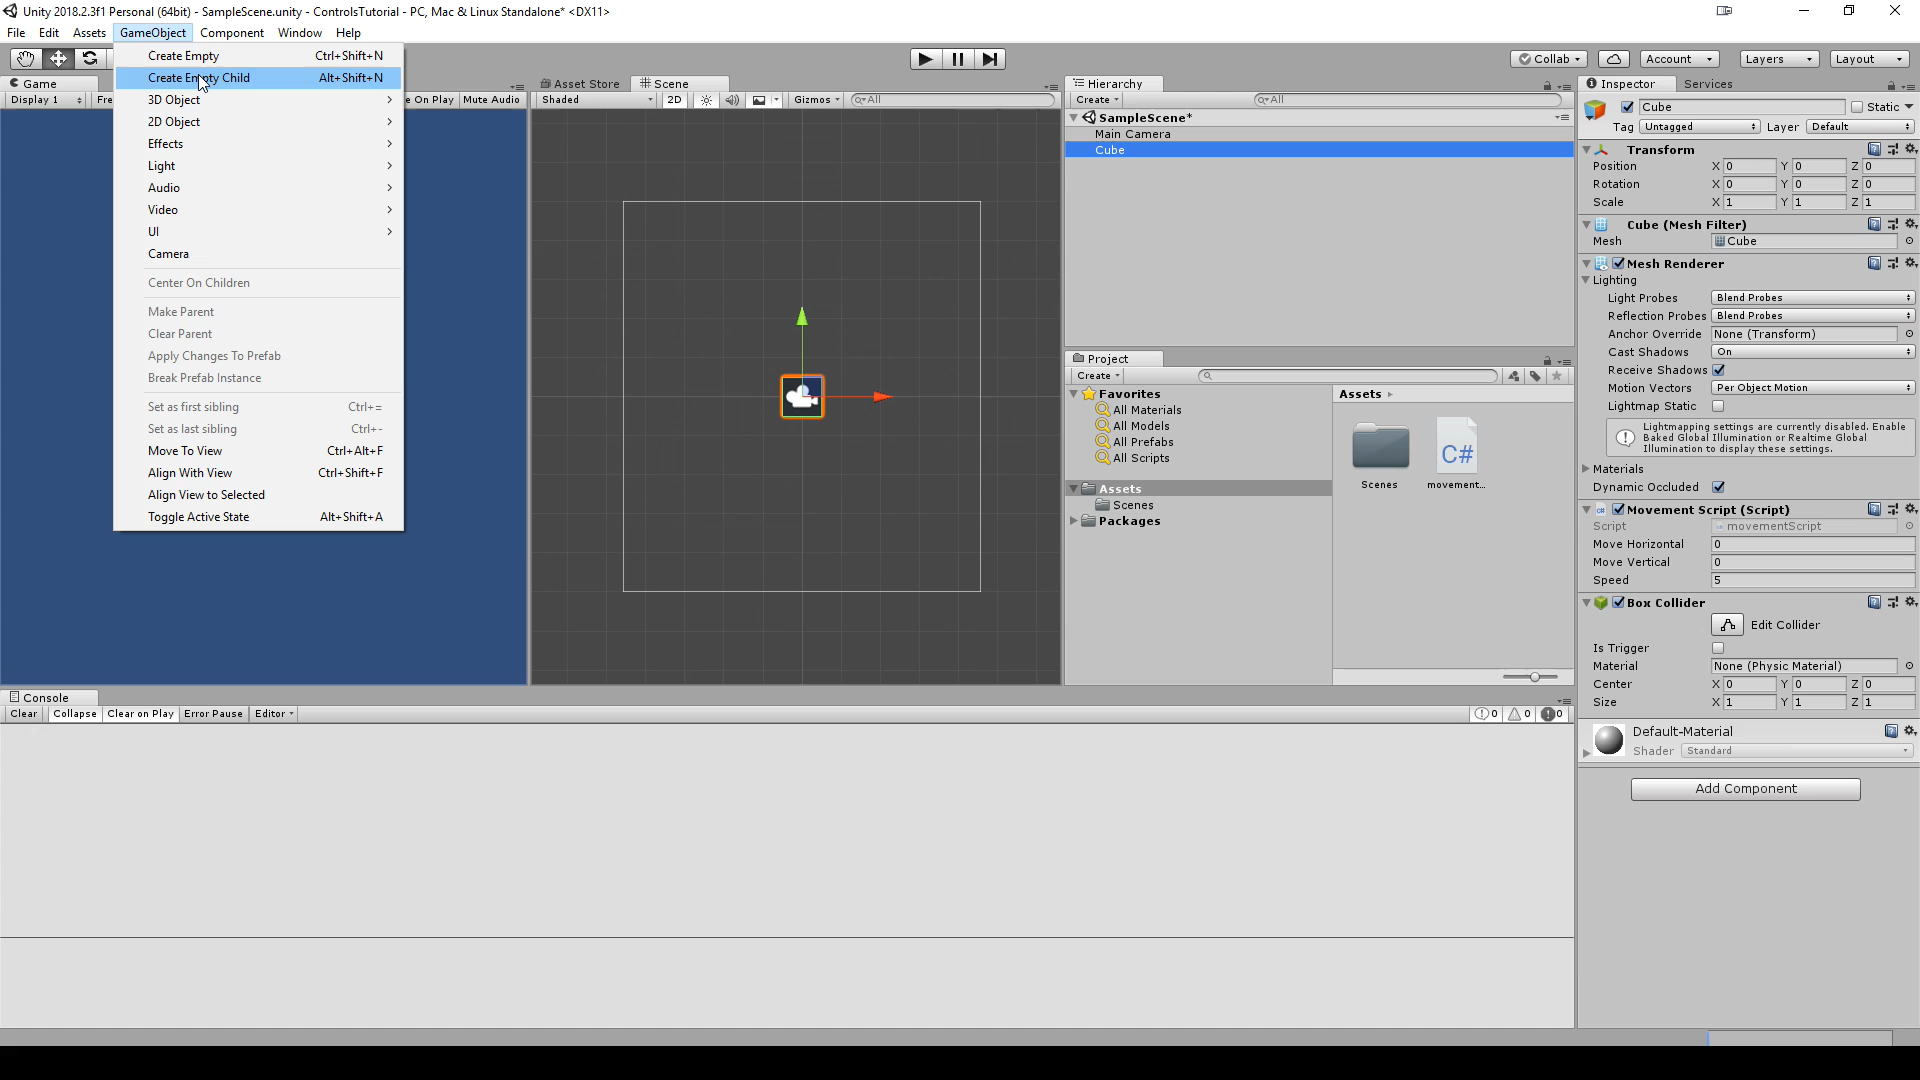 Unity 2018.2.3f1 Personal (64bit) - SampleScene.unity - ControlsTutorial - PC, Mac & Linux Standalone* <DX11>
File Edit Assets GameObject Component Window Help
Collab Account Layers Layout
Create Empty Ctrl+Shift+N
Create Empty Child Alt+Shift+N
3D Object
2D Object
Effects
Light
Audio
Video
UI
Camera
Center On Children
Make Parent
Clear Parent
Apply Changes To Prefab
Break Prefab Instance
Set as first sibling Ctrl+=
Set as last sibling Ctrl+-
Move To View Ctrl+Alt+F
Align With View Ctrl+Shift+F
Align View to Selected
Toggle Active State Alt+Shift+A
Game
Display 1 Fre e On Play Mute Audio
Asset Store Scene
Shaded 2D Gizmos All
Hierarchy
Create All
SampleScene*
Main Camera
Cube
Project
Create
Favorites
All Materials
All Models
All Prefabs
All Scripts
Assets
Scenes
Packages
Assets
C#
Scenes movement...
Inspector Services
Cube Static
Tag Untagged Layer Default
Transform
Position X 0 Y 0 Z 0
Rotation X 0 Y 0 Z 0
Scale X 1 Y 1 Z 1
Cube (Mesh Filter)
Mesh Cube
Mesh Renderer
Lighting
Light Probes Blend Probes
Reflection Probes Blend Probes
Anchor Override None (Transform)
Cast Shadows On
Receive Shadows
Motion Vectors Per Object Motion
Lightmap Static
Lightmapping settings are currently disabled. Enable
Baked Global Illumination or Realtime Global
Illumination to display these settings.
Materials
Dynamic Occluded
Movement Script (Script)
Script movementScript
Move Horizontal 0
Move Vertical 0
Speed 5
Box Collider
Edit Collider
Is Trigger
Material None (Physic Material)
Center X 0 Y 0 Z 0
Size X 1 Y 1 Z 1
Default-Material
Shader Standard
Add Component
Console
Clear Collapse Clear on Play Error Pause Editor 0 0 0